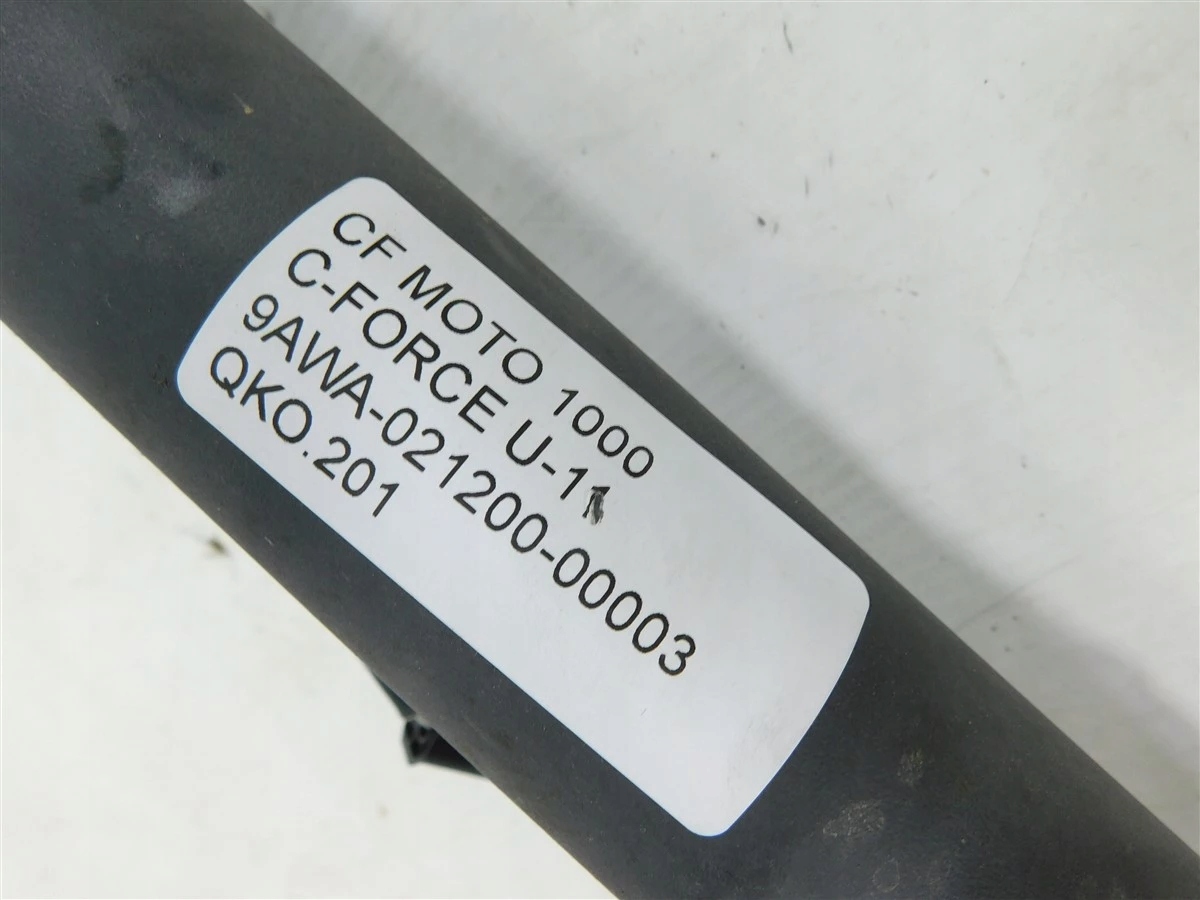 CF MOTO 1000
C-FORCE U-11
9AWA-021200-00003
QKO.201